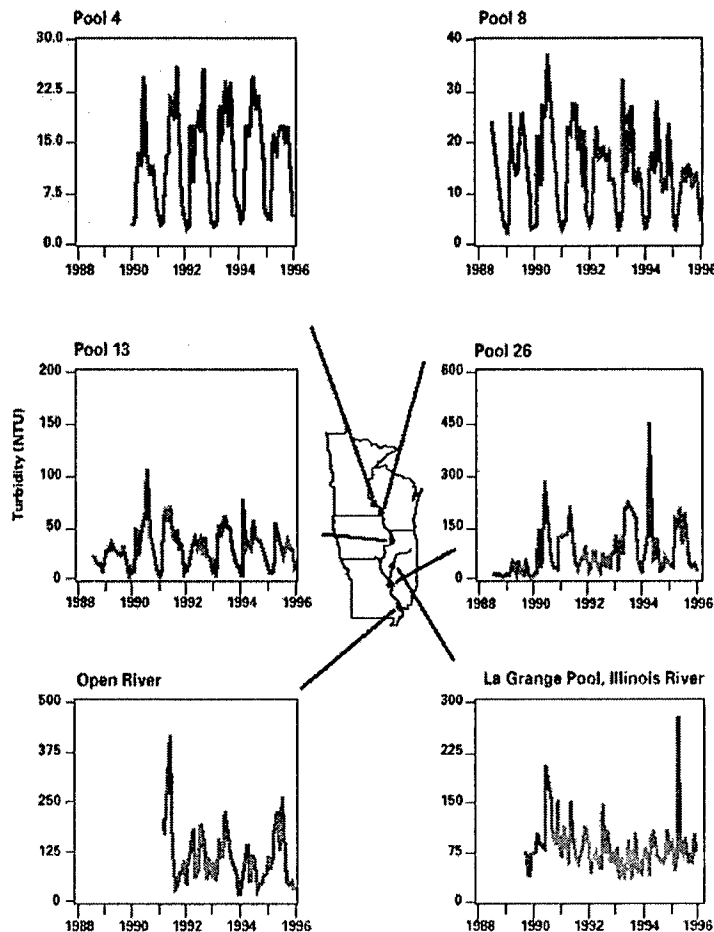 Pool 4
30.0
22.5
15.0
7.5
0.0
1988 1990 1992 1994 1996
Pool 8
40
30
20
10
0
1988 1990 1992 1994 1996
Turbidity (NTU)
Pool 13
200
150
100
50
0
1988 1990 1992 1994 1996
Pool 26
600
450
300
150
0
1988 1990 1992 1994 1996
Open River
500
375
250
125
0
1988 1990 1992 1994 1996
La Grange Pool, Illinois River
300
225
150
75
0
1988 1990 1992 1994 1996